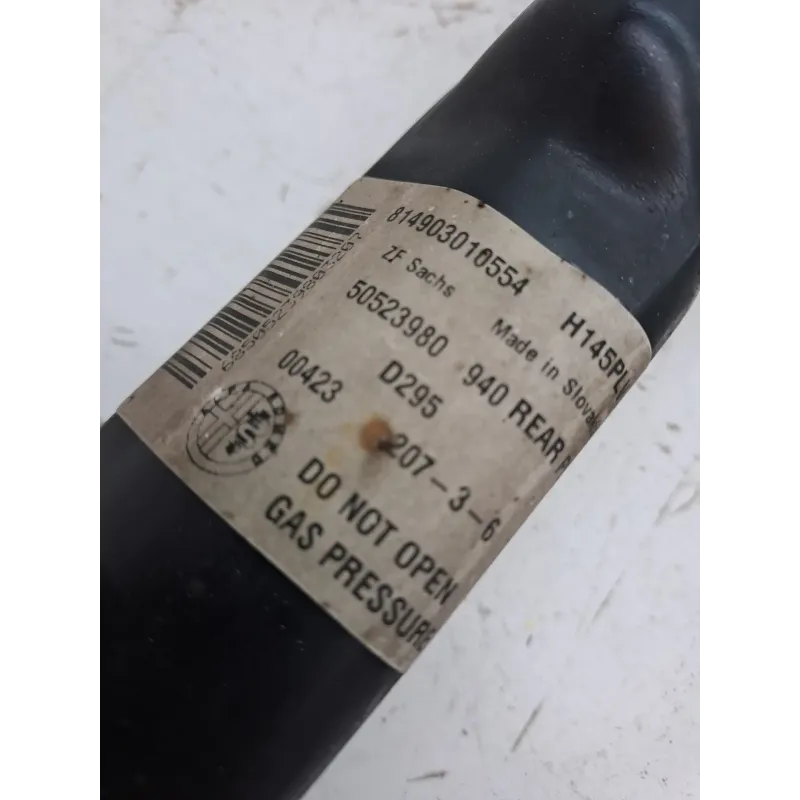 814903010554 H145PL
ZF Sachs Made in Slova
50523980 940 REAR
00423 D295
207-3-6
DO NOT OPEN
GAS PRESSURE